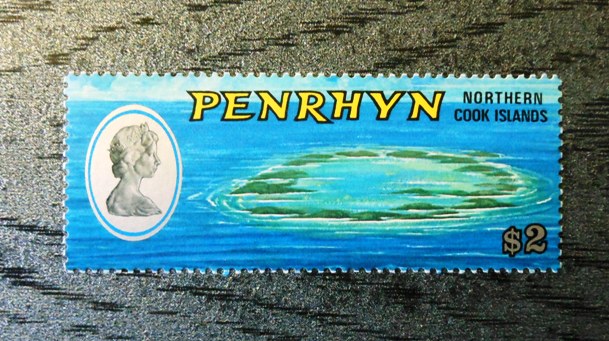 PENRHYN
NORTHERN
COOK ISLANDS
$2